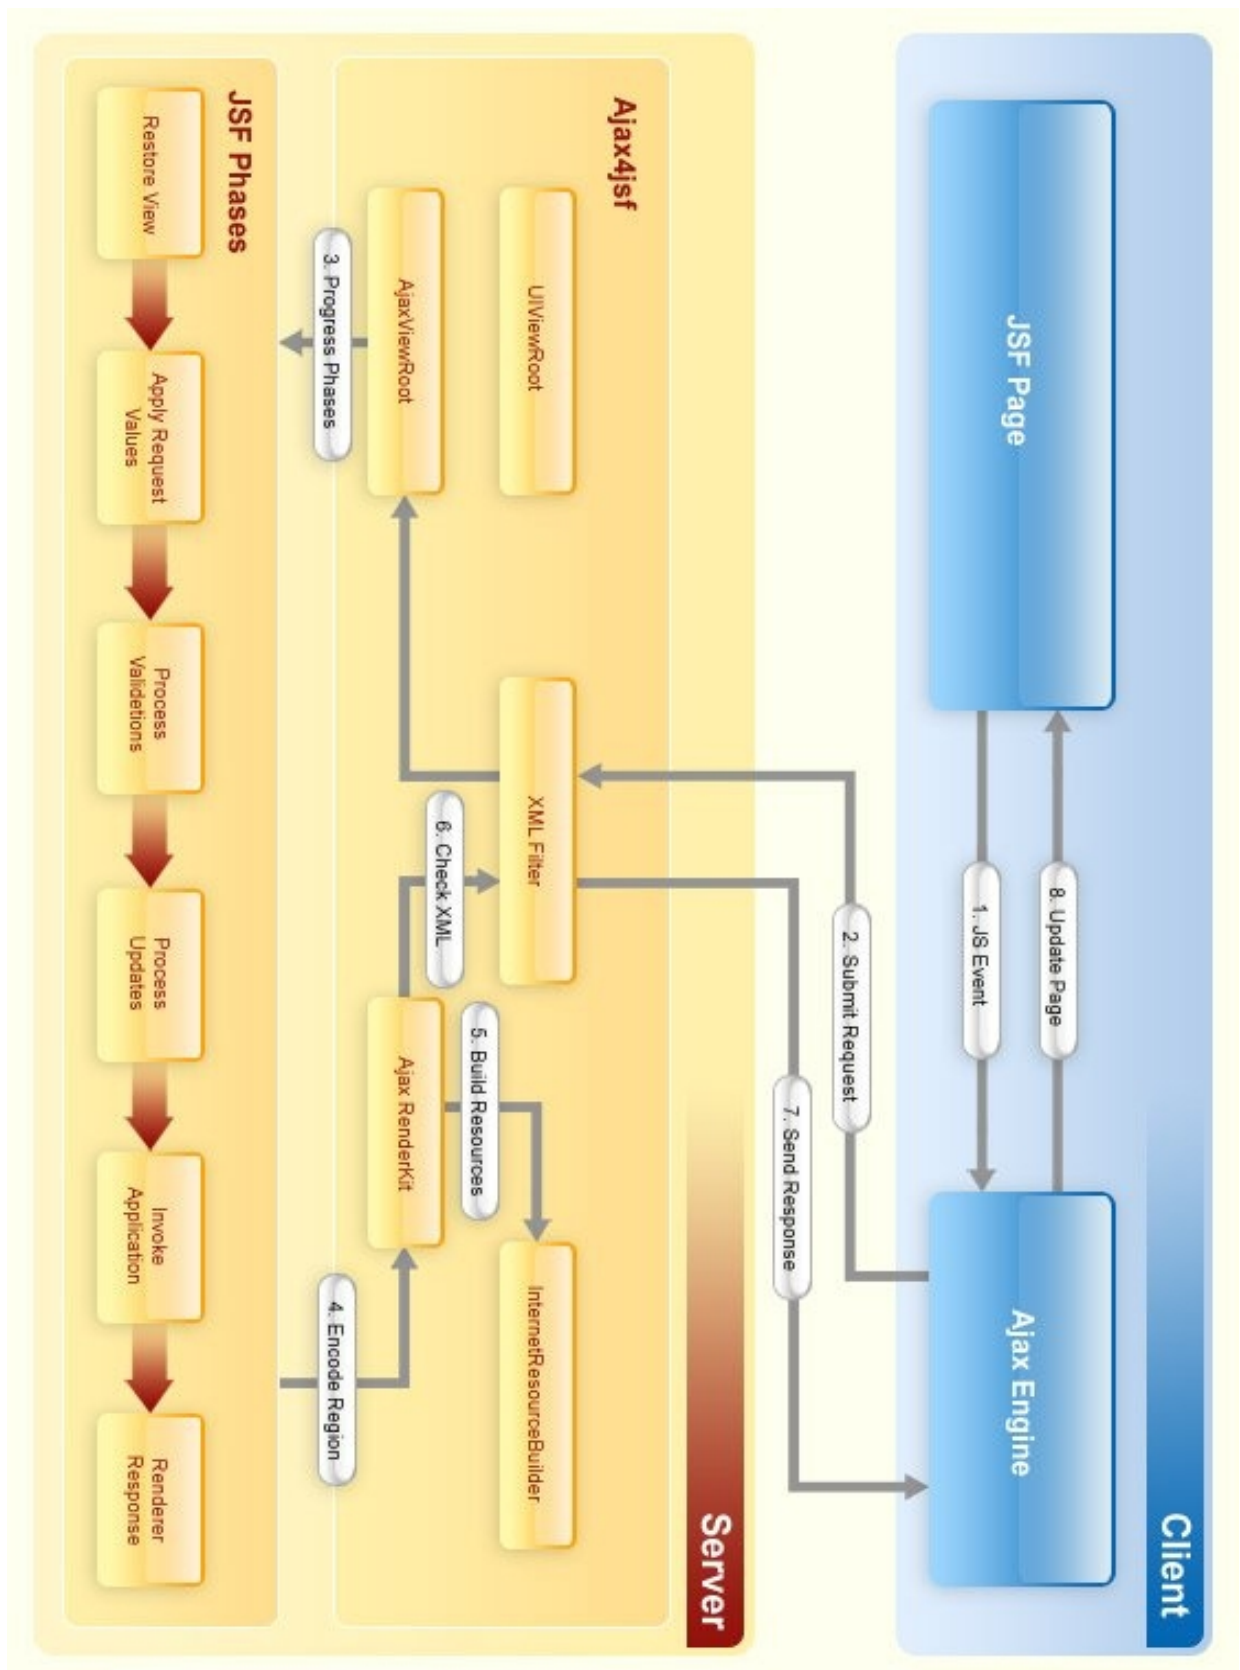 Client
JSF Page
Ajax Engine
8. Update Page
1. JS Event
2. Submit Request
7. Send Response
Server
Ajax4jsf
UIViewRoot
XML Filter
InternetResourceBuilder
5. Build Resources
6. Check XML
AjaxViewRoot
Ajax RenderKit
3. Progress Phases
4. Encode Region
JSF Phases
Restore View
Apply Request
Values
Process
Validetions
Process
Updates
Invoke
Application
Renderer
Response